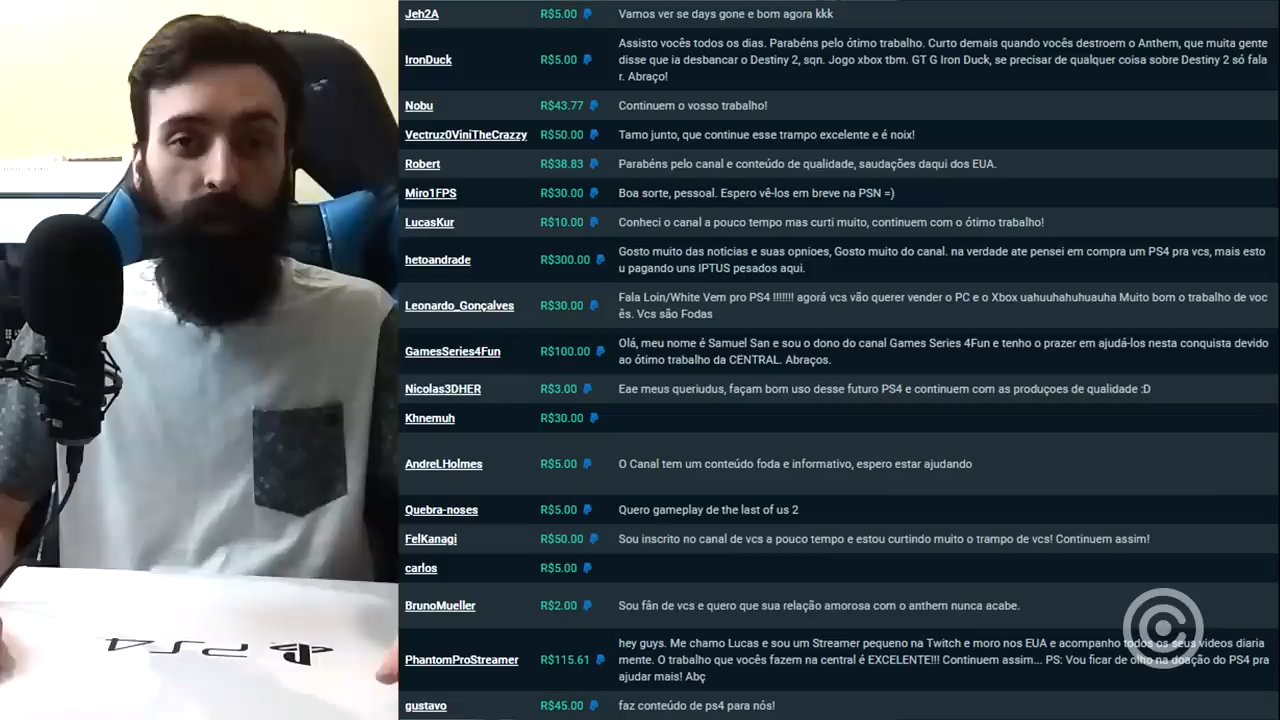 Jeh2A R$5.00 Vamos ver se days gone e bom agora kkk
IronDuck R$5.00 Assisto vocês todos os dias. Parabéns pelo ótimo trabalho. Curto demais quando vocês destroem o Anthem, que muita gente
disse que ia desbancar o Destiny 2, sqn. Jogo xbox tbm. GT G Iron Duck, se precisar de qualquer coisa sobre Destiny 2 só fala
r. Abraço!
Nobu R$43.77 Continuem o vosso trabalho!
Vectruz0ViniTheCrazzy R$50.00 Tamo junto, que continue esse trampo excelente e é noix!
Robert R$38.83 Parabéns pelo canal e conteúdo de qualidade, saudações daqui dos EUA.
Miro1FPS R$30.00 Boa sorte, pessoal. Espero vê-los em breve na PSN =)
LucasKur R$10.00 Conheci o canal a pouco tempo mas curti muito, continuem com o ótimo trabalho!
hetoandrade R$300.00 Gosto muito das noticias e suas opnioes, Gosto muito do canal. na verdade ate pensei em compra um PS4 pra vcs, mais esto
u pagando uns IPTUS pesados aqui.
Leonardo_Gonçalves R$30.00 Fala Loin/White Vem pro PS4 !!!!!!! agorá vcs vão querer vender o PC e o Xbox uahuuhahuhuauha Muito bom o trabalho de voc
ês. Vcs são Fodas
GamesSeries4Fun R$100.00 Olá, meu nome é Samuel San e sou o dono do canal Games Series 4Fun e tenho o prazer em ajudá-los nesta conquista devido
ao ótimo trabalho da CENTRAL. Abraços.
Nicolas3DHER R$3.00 Eae meus queriudus, façam bom uso desse futuro PS4 e continuem com as produçoes de qualidade :D
Khnemuh R$30.00
AndreLHolmes R$5.00 O Canal tem um conteúdo foda e informativo, espero estar ajudando
Quebra-noses R$5.00 Quero gameplay de the last of us 2
FelKanagi R$50.00 Sou inscrito no canal de vcs a pouco tempo e estou curtindo muito o trampo de vcs! Continuem assim!
carlos R$5.00
BrunoMueller R$2.00 Sou fãn de vcs e quero que sua relação amorosa com o anthem nunca acabe.
PhantomProStreamer R$115.61 hey guys. Me chamo Lucas e sou um Streamer pequeno na Twitch e moro nos EUA e acompanho todos os seus videos diaria
mente. O trabalho que vocês fazem na central é EXCELENTE!!! Continuem assim... PS: Vou ficar de olho na doação do PS4 pra
ajudar mais! Abç
gustavo R$45.00 faz conteúdo de ps4 para nós!
PS4